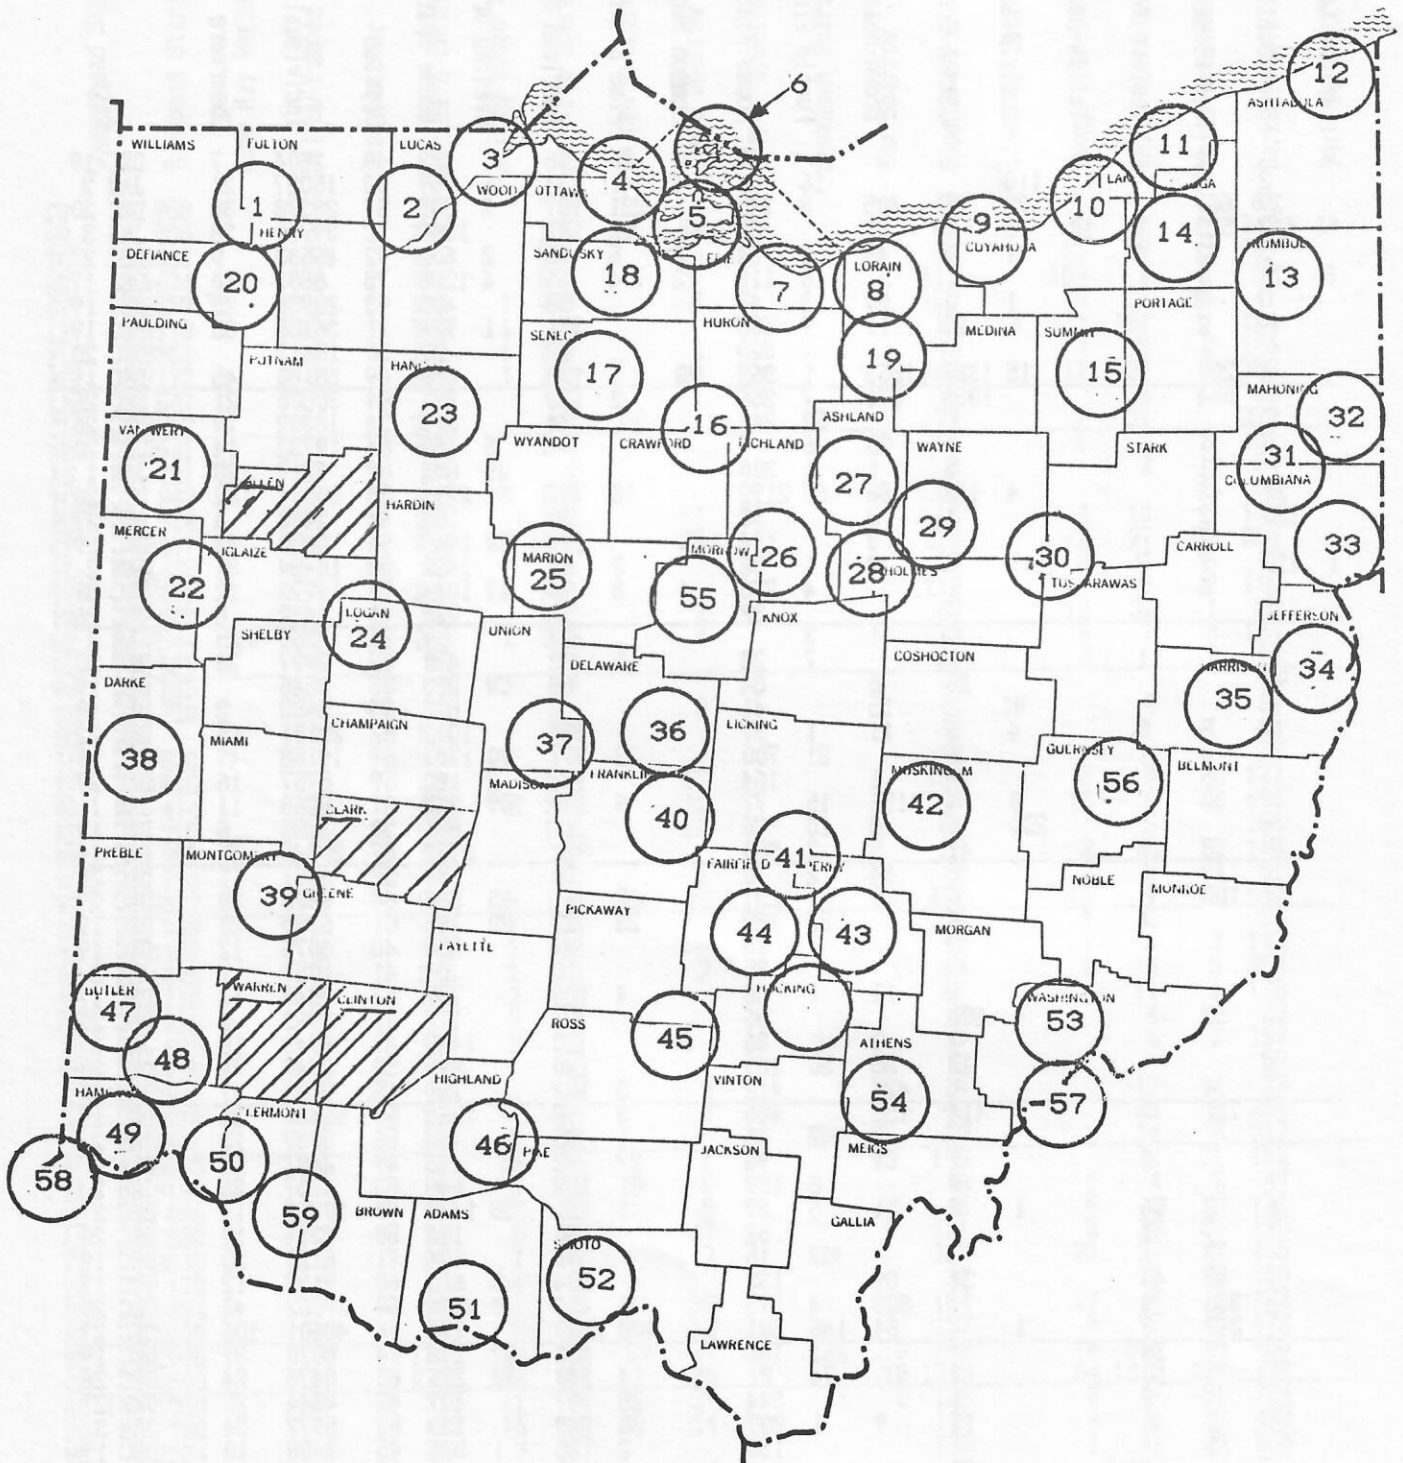 6
12
ASHTABULA
WILLIAMS
FULTON
LUCAS
3
11
WOOD
OTTAWA
4
10
1
2
5
9
14
HENRY
CUYAHOGA
DEFIANCE
SANDUSKY
LORAIN
TRUMBULL
20
18
7
8
13
PORTAGE
PAULDING
SENECA
HURON
MEDINA
SUMMIT
PUTNAM
17
19
15
MAHONING
23
ASHLAND
32
VAN WERT
16
WYANDOT
CRAWFORD
RICHLAND
WAYNE
STARK
21
31
ALLEN
27
COLUMBIANA
HARDIN
29
MERCER
33
AUGLAIZE
MARION
MORROW
26
CARROLL
22
25
28
HOLMES
30
TUSCARAWAS
55
LOGAN
KNOX
JEFFERSON
24
SHELBY
UNION
COSHOCTON
DELAWARE
HARRISON
34
DARKE
35
CHAMPAIGN
LICKING
36
MIAMI
37
GUERNSEY
38
FRANKLIN
MUSKINGUM
BELMONT
MADISON
56
CLARK
40
42
PREBLE
MONTGOMERY
FAIRFIELD
41
PERRY
NOBLE
MONROE
39
GREENE
PICKAWAY
MORGAN
FAYETTE
44
43
BUTLER
WARREN
CLINTON
HOCKING
WASHINGTON
47
ROSS
53
45
ATHENS
48
HIGHLAND
VINTON
54
57
CLERMONT
49
46
PIKE
JACKSON
MEIGS
50
58
59
BROWN
ADAMS
GALLIA
SCIOTO
52
51
LAWRENCE